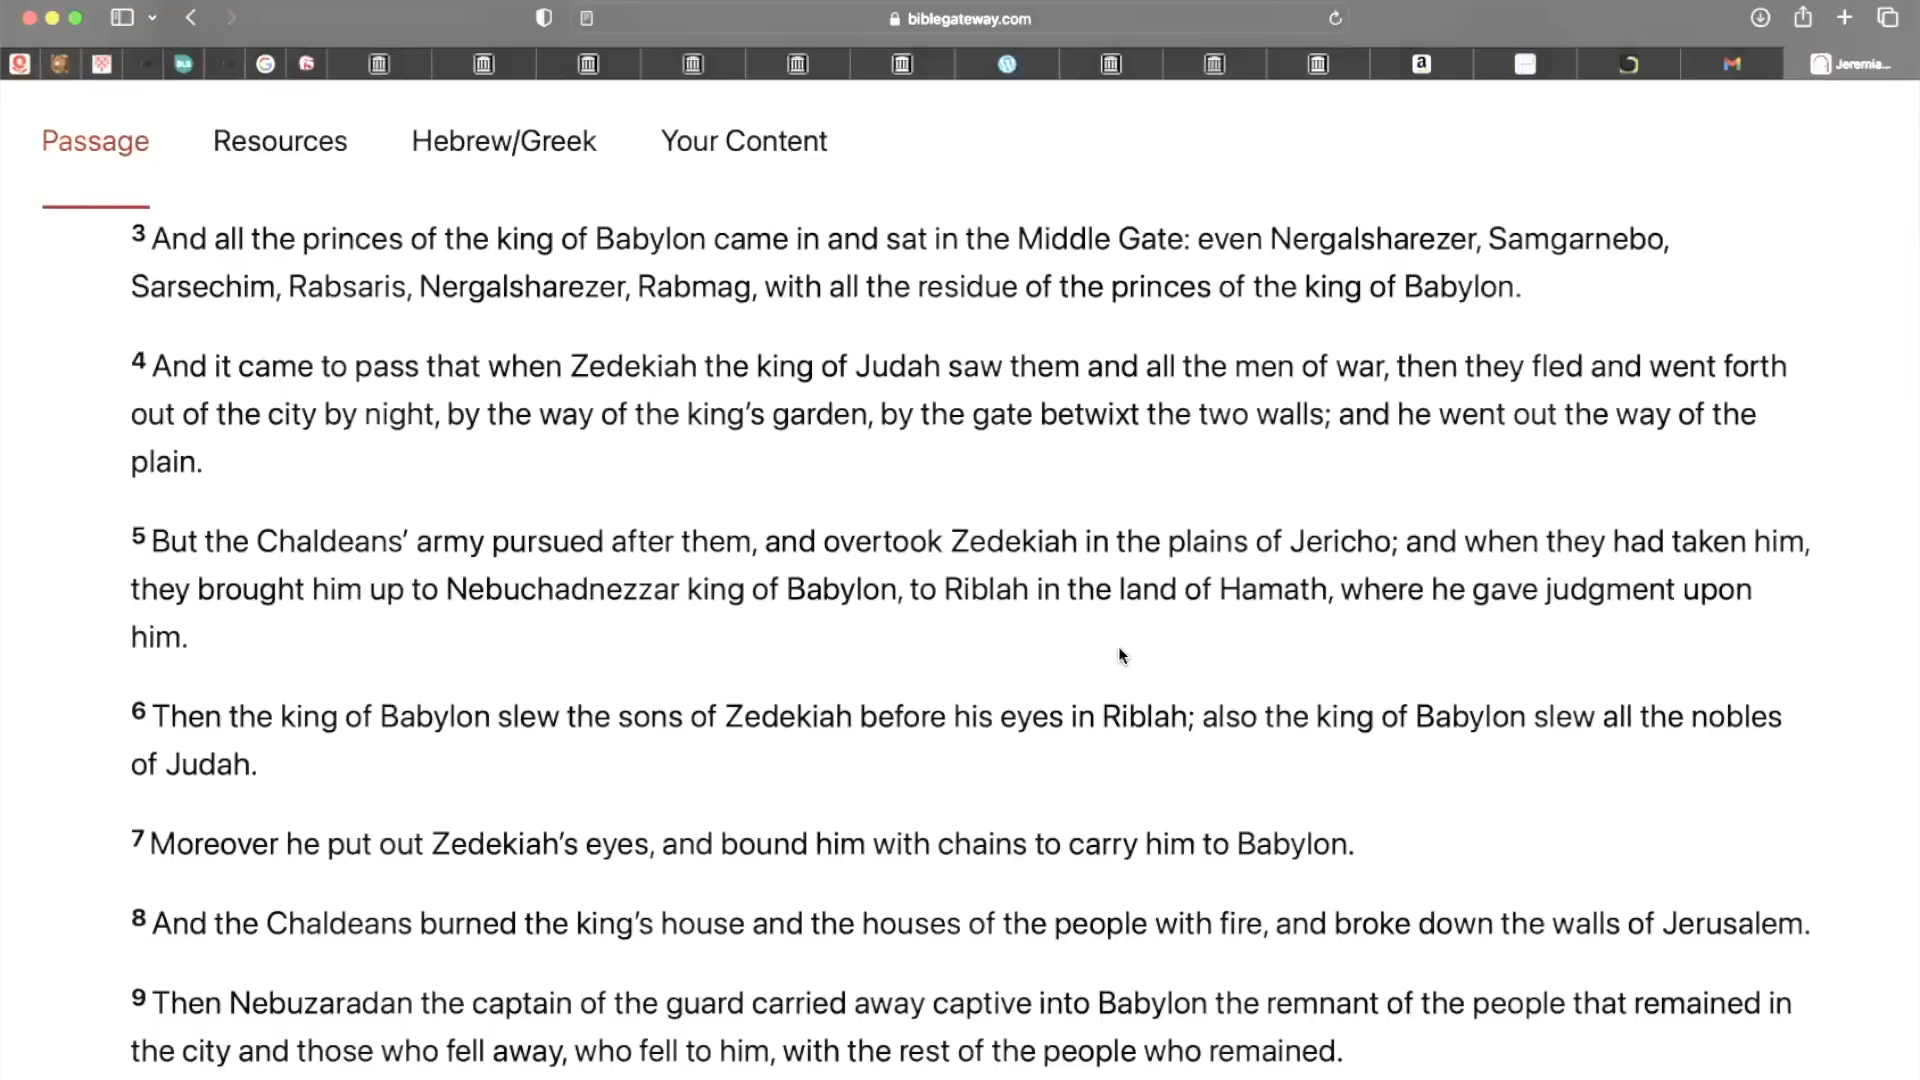 biblegateway.com
BLB
G
a
Jeremia...
Passage
Resources
Hebrew/Greek
Your Content
3 And all the princes of the king of Babylon came in and sat in the Middle Gate: even Nergalsharezer, Samgarnebo,
Sarsechim, Rabsaris, Nergalsharezer, Rabmag, with all the residue of the princes of the king of Babylon.
4 And it came to pass that when Zedekiah the king of Judah saw them and all the men of war, then they fled and went forth
out of the city by night, by the way of the king’s garden, by the gate betwixt the two walls; and he went out the way of the
plain.
5 But the Chaldeans’ army pursued after them, and overtook Zedekiah in the plains of Jericho; and when they had taken him,
they brought him up to Nebuchadnezzar king of Babylon, to Riblah in the land of Hamath, where he gave judgment upon
him.
6 Then the king of Babylon slew the sons of Zedekiah before his eyes in Riblah; also the king of Babylon slew all the nobles
of Judah.
7 Moreover he put out Zedekiah’s eyes, and bound him with chains to carry him to Babylon.
8 And the Chaldeans burned the king’s house and the houses of the people with fire, and broke down the walls of Jerusalem.
9 Then Nebuzaradan the captain of the guard carried away captive into Babylon the remnant of the people that remained in
the city and those who fell away, who fell to him, with the rest of the people who remained.